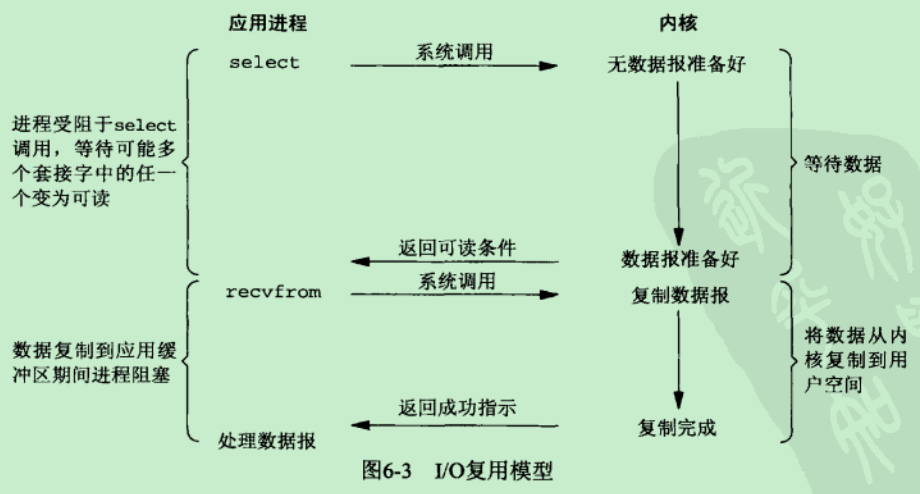 应用进程
内核
select
系统调用
无数据报准备好
进程受阻于select
调用，等待可能多
个套接字中的任一
个变为可读
等待数据
返回可读条件
数据报准备好
recvfrom
系统调用
复制数据报
数据复制到应用缓
冲区期间进程阻塞
将数据从内
核复制到用
户空间
返回成功指示
处理数据报
复制完成
图6-3 I/O复用模型